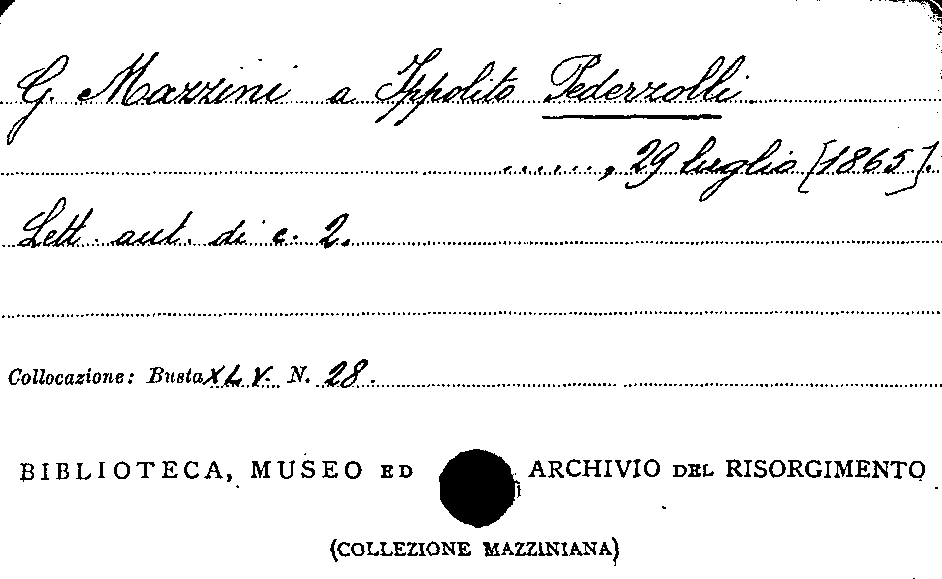 G. Mazzini a Ippolito Pederzolli.
......, 29 luglio [1865].
Lett. aut. di c. 2.
Collocazione: Busta XLV. N. 28.
BIBLIOTECA, MUSEO ED ARCHIVIO DEL RISORGIMENTO
(COLLEZIONE MAZZINIANA)